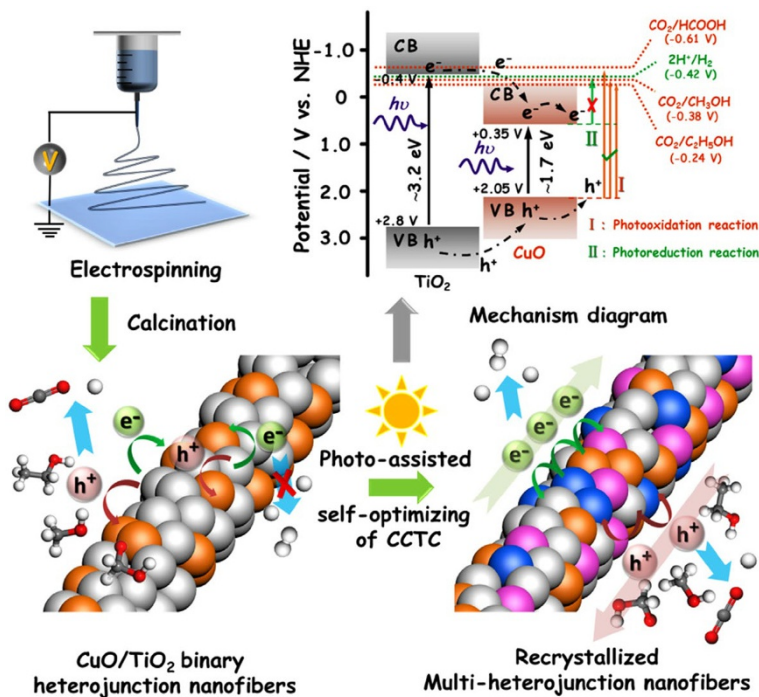 V
Electrospinning
Calcination
Potential / V vs. NHE
-1.0
0
1.0
2.0
3.0
CB
e⁻
e⁻
-0.4 V
CB
e⁻
e⁻
X
hν
+0.35 V
II
hν
~3.2 eV
~1.7 eV
+2.05 V
h⁺
I
+2.8 V
VB h⁺
VB h⁺
CuO
h⁺
TiO₂
CO₂/HCOOH
(-0.61 V)
2H⁺/H₂
(-0.42 V)
CO₂/CH₃OH
(-0.38 V)
CO₂/C₂H₅OH
(-0.24 V)
I : Photooxidation reaction
II : Photoreduction reaction
Mechanism diagram
e⁻
h⁺
h⁺
e⁻
Photo-assisted
self-optimizing
of CCTC
e⁻
e⁻
e⁻
h⁺
h⁺
CuO/TiO₂ binary
heterojunction nanofibers
Recrystallized
Multi-heterojunction nanofibers